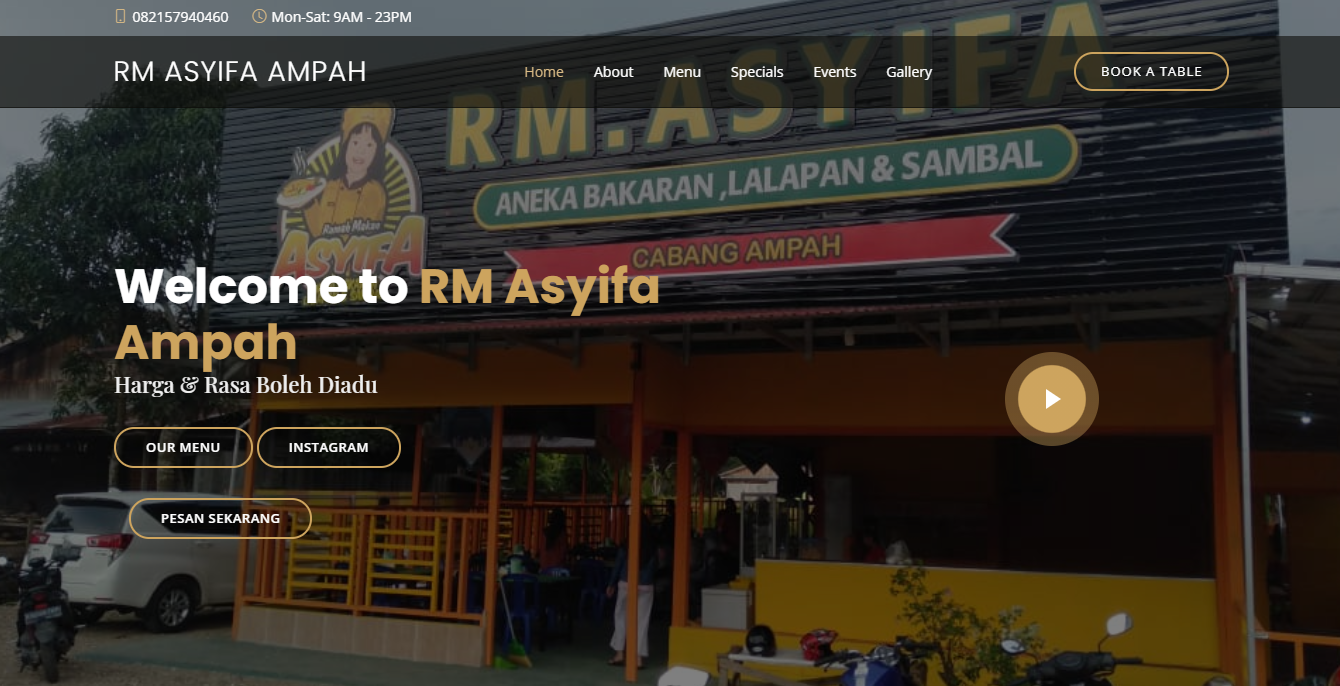 082157940460 Mon-Sat: 9AM - 23PM
RM ASYIFA AMPAH Home About Menu Specials Events Gallery BOOK A TABLE
RM. ASYIFA
ANEKA BAKARAN ,LALAPAN & SAMBAL
CABANG AMPAH
Rumah Makan
ASYIFA
Welcome to RM Asyifa
Ampah
Harga & Rasa Boleh Diadu
OUR MENU INSTAGRAM
PESAN SEKARANG